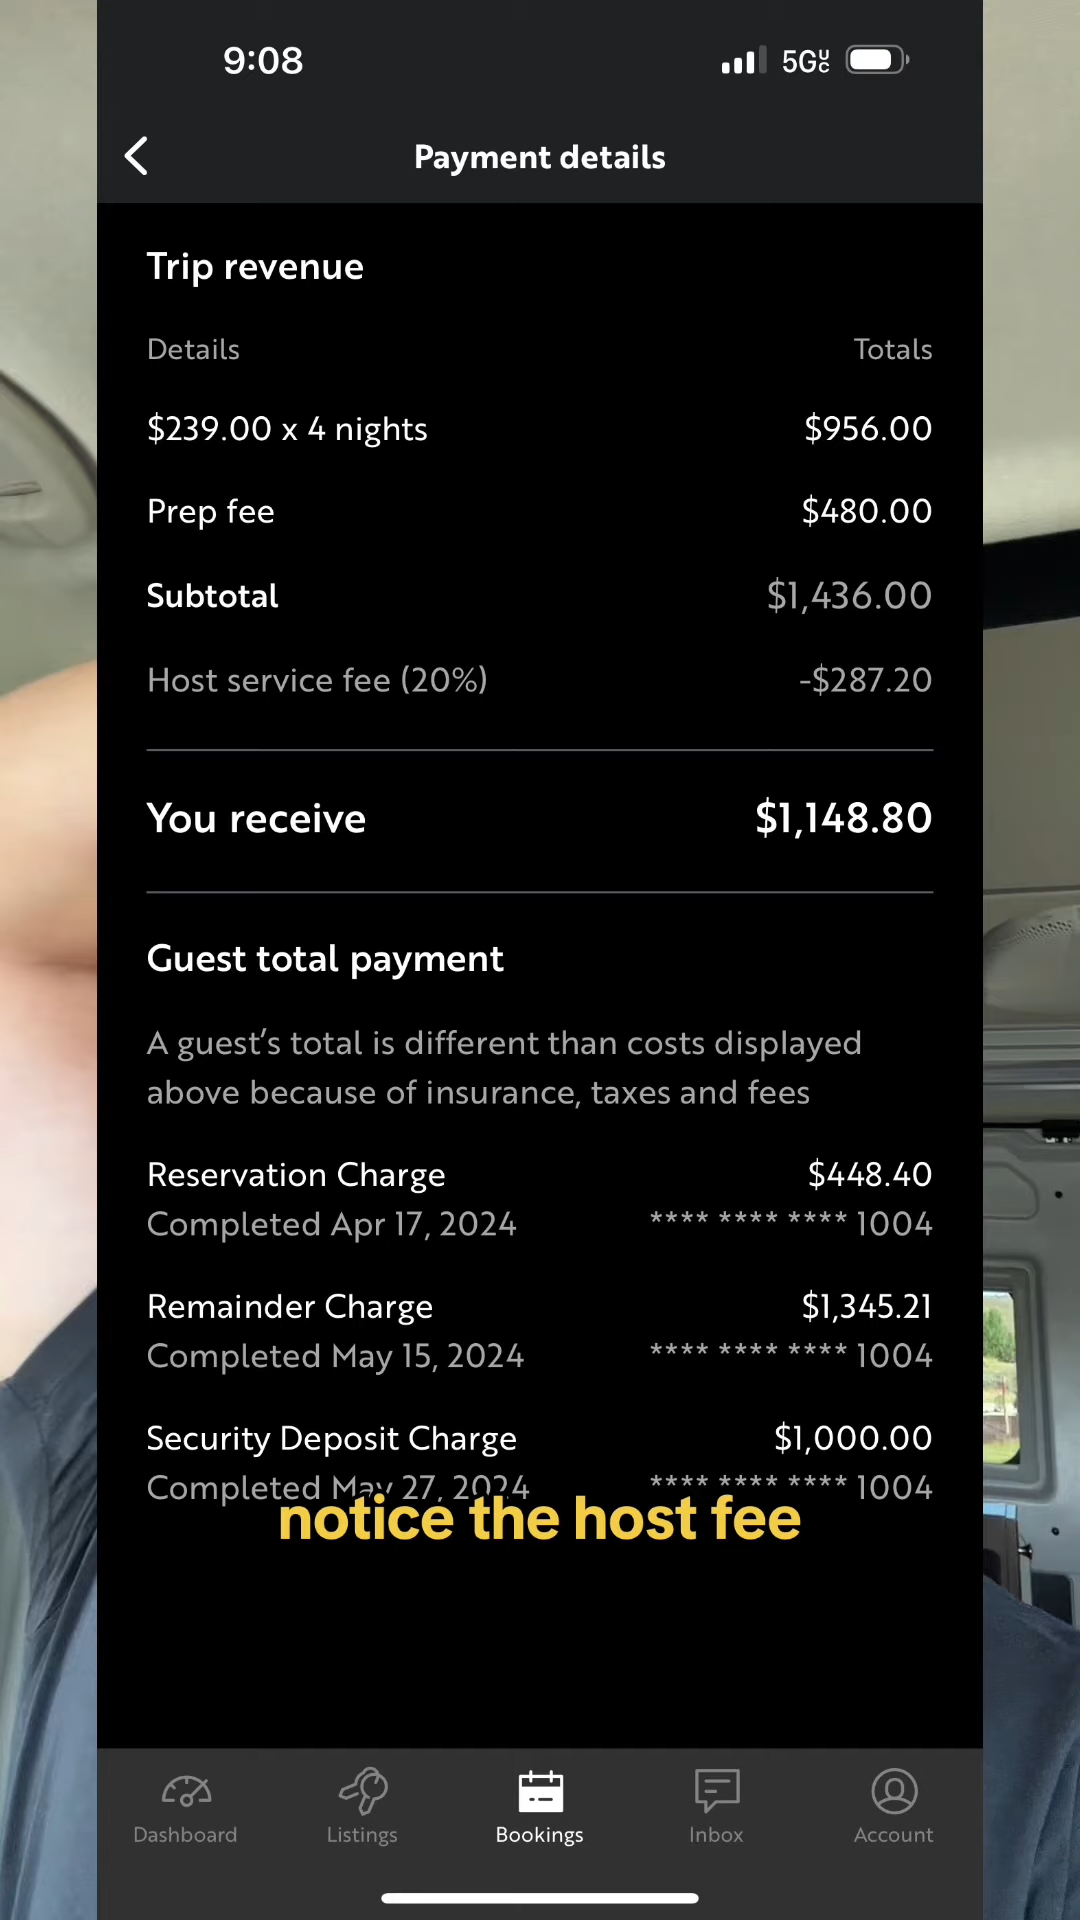 9:08
5GUC
Payment details
Trip revenue
Details Totals
$239.00 x 4 nights $956.00
Prep fee $480.00
Subtotal $1,436.00
Host service fee (20%) -$287.20
You receive $1,148.80
Guest total payment
A guest’s total is different than costs displayed
above because of insurance, taxes and fees
Reservation Charge $448.40
Completed Apr 17, 2024 **** **** **** 1004
Remainder Charge $1,345.21
Completed May 15, 2024 **** **** **** 1004
Security Deposit Charge $1,000.00
Completed May 27, 2024 **** **** **** 1004
notice the host fee
Dashboard Listings Bookings Inbox Account